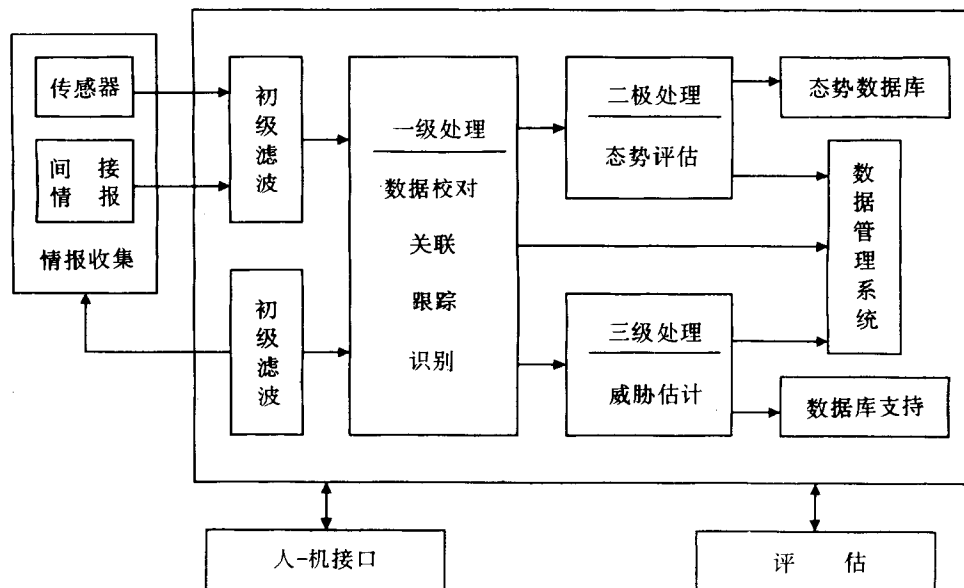 传感器
间接
情报
情报收集
初级滤波
初级滤波
一级处理
数据校对
关联
跟踪
识别
二极处理
态势评估
三级处理
威胁估计
态势数据库
数据管理系统
数据库支持
人-机接口
评估